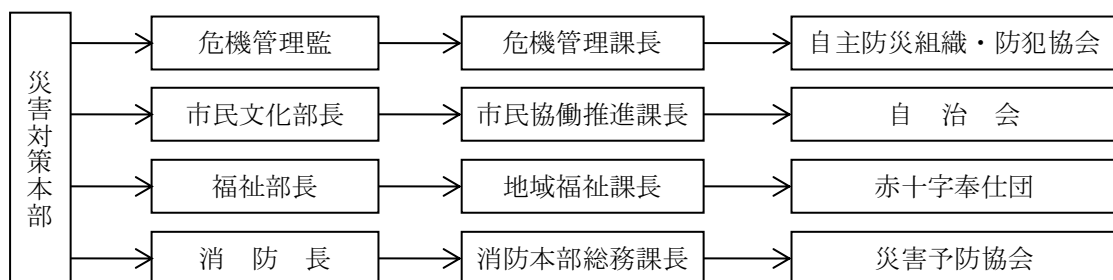 災害対策本部
危機管理監
危機管理課長
自主防災組織・防犯協会
市民文化部長
市民協働推進課長
自 治 会
福祉部長
地域福祉課長
赤十字奉仕団
消 防 長
消防本部総務課長
災害予防協会